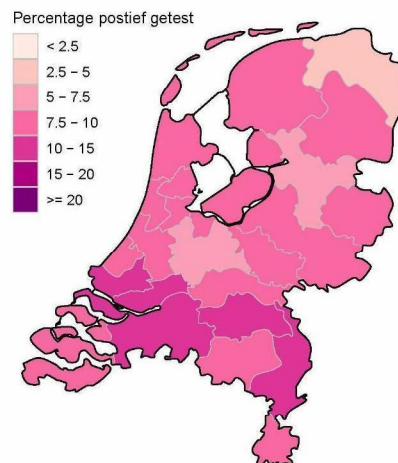 Percentage postief getest
< 2.5
2.5 – 5
5 – 7.5
7.5 – 10
10 – 15
15 – 20
>= 20